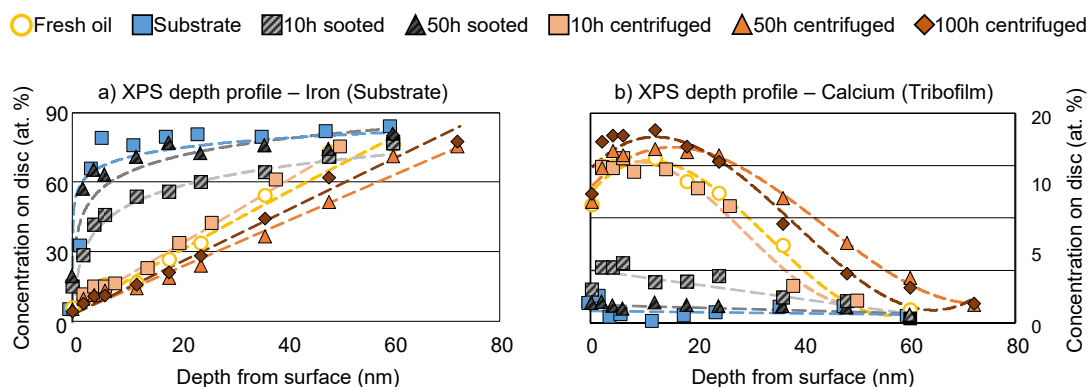 Fresh oil Substrate 10h sooted 50h sooted 10h centrifuged 50h centrifuged 100h centrifuged
a) XPS depth profile – Iron (Substrate)
Concentration on disc (at. %)
90
60
30
0
0 20 40 60 80
Depth from surface (nm)
b) XPS depth profile – Calcium (Tribofilm)
20
10
5
0
Concentration on disc (at. %)
0 20 40 60 80
Depth from surface (nm)